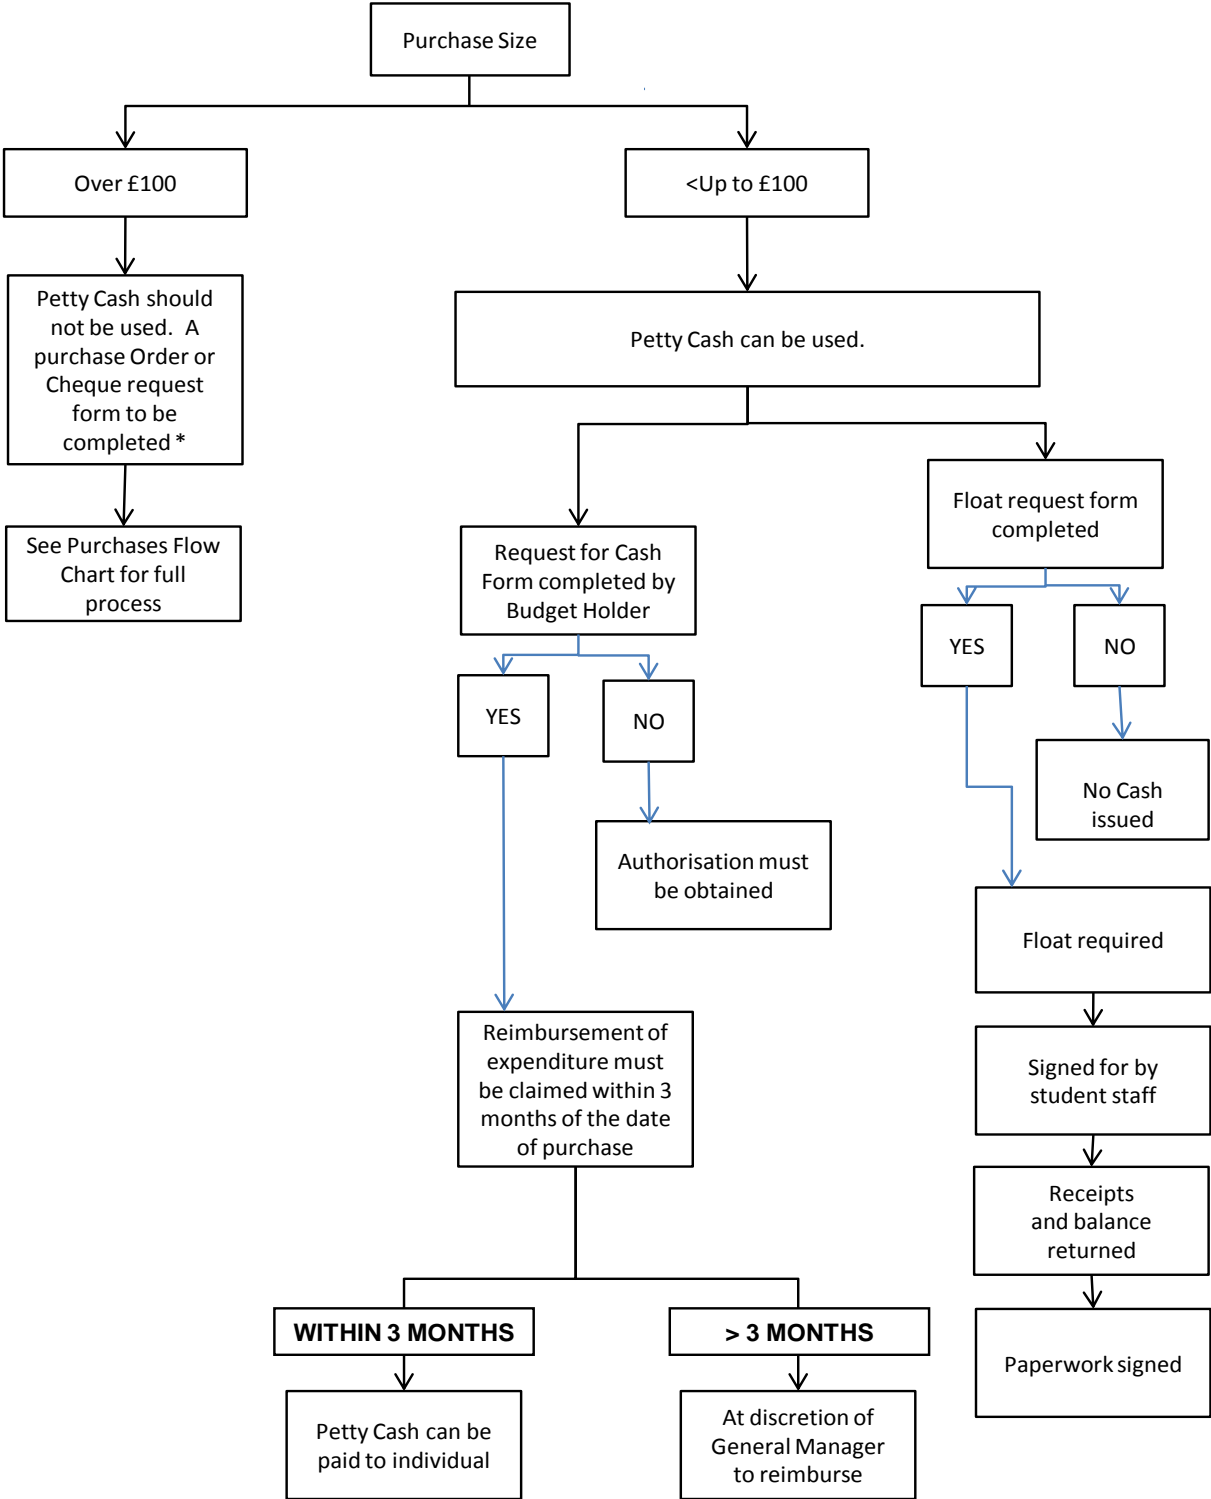 Purchase Size
Over £100
<Up to £100
Petty Cash should
not be used.  A
purchase Order or
Cheque request
form to be
completed *
See Purchases Flow
Chart for full
process
Petty Cash can be used.
Request for Cash
Form completed by
Budget Holder
YES
NO
Authorisation must
be obtained
Float request form
completed
YES
NO
No Cash
issued
Float required
Signed for by
student staff
Receipts
and balance
returned
Paperwork signed
Reimbursement of
expenditure must
be claimed within 3
months of the date
of purchase
WITHIN 3 MONTHS
> 3 MONTHS
Petty Cash can be
paid to individual
At discretion of
General Manager
to reimburse